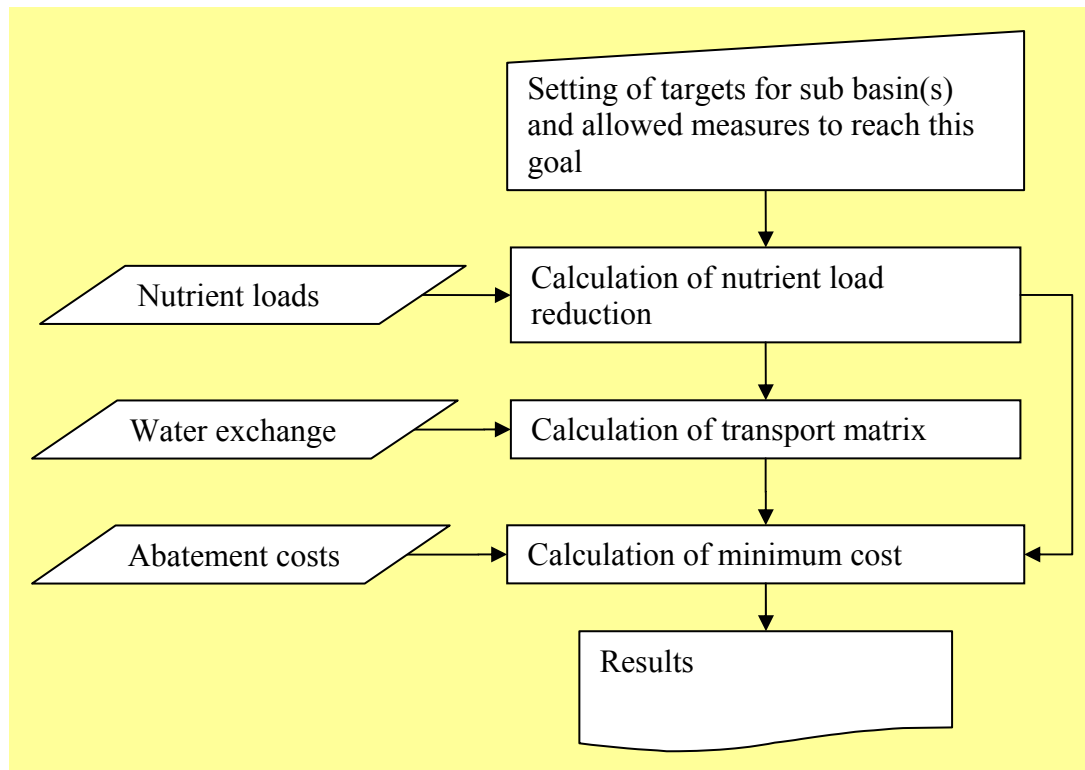 Setting of targets for sub basin(s)
and allowed measures to reach this
goal
Nutrient loads
Calculation of nutrient load
reduction
Water exchange
Calculation of transport matrix
Abatement costs
Calculation of minimum cost
Results